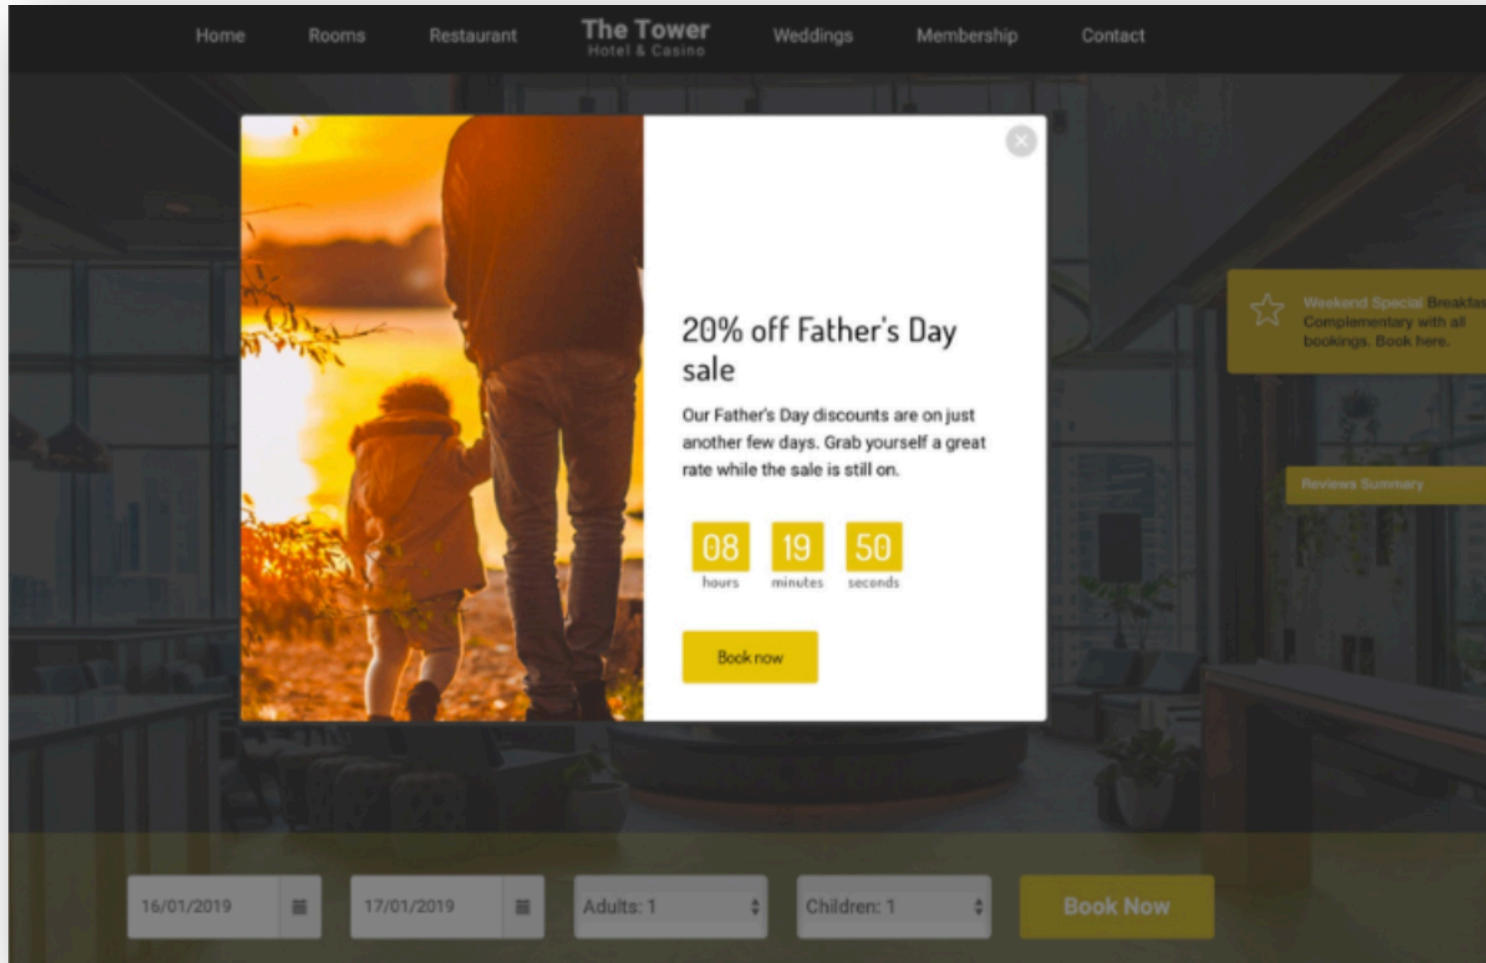 Home Rooms Restaurant The Tower Weddings Membership Contact
Hotel & Casino
Weekend Special Breakfas
Complementary with all
bookings. Book here.
20% off Father's Day
sale
Our Father's Day discounts are on just
another few days. Grab yourself a great
rate while the sale is still on.
Reviews Summary
08 19 50
hours minutes seconds
Book now
16/01/2019 17/01/2019 Adults: 1 Children: 1 Book Now